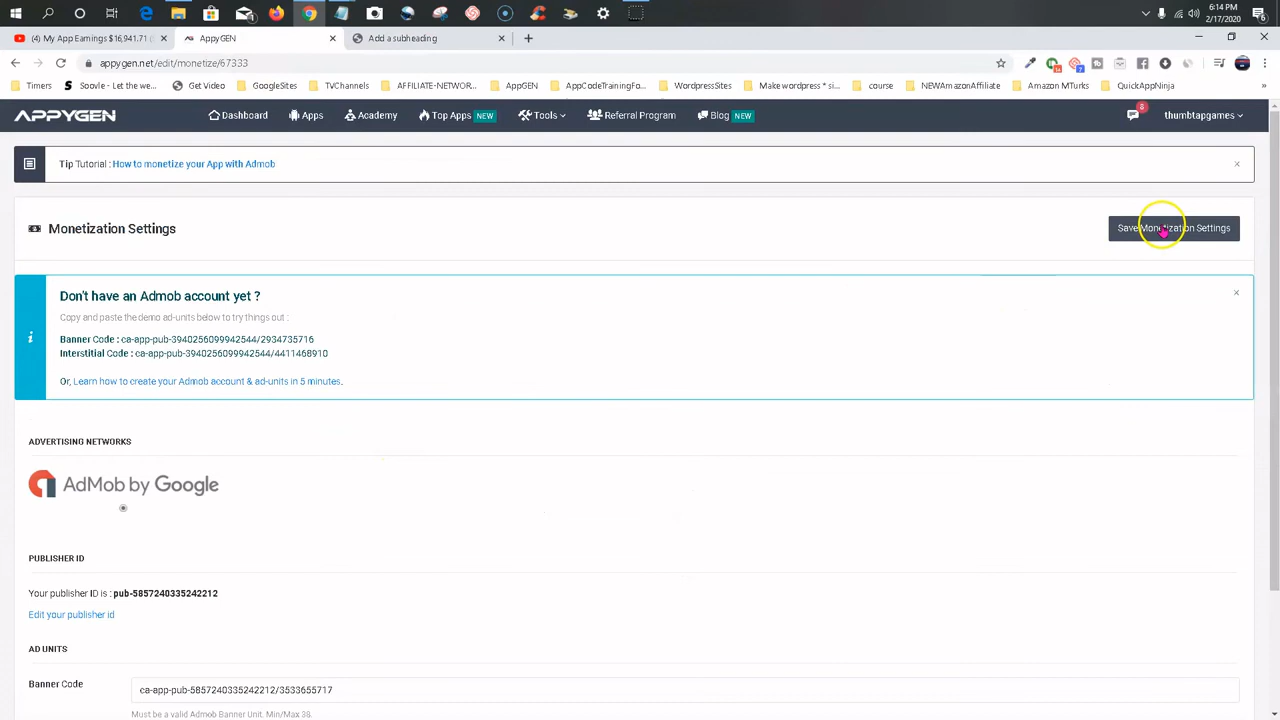 6:14 PM
2/17/2020
6
(4) My App Earnings $16,941.71 (
AppyGEN
Add a subheading
appygen.net/edit/monetize/67333
Timers
Soovle - Let the we...
Get Video
GoogleSites
TVChannels
AFFILIATE-NETWOR...
AppGEN
AppCodeTrainingFo...
WordpressSites
Make wordpress * si...
course
NEWAmazonAffiliate
Amazon MTurks
QuickAppNinja
»
APPYGEN
Dashboard
Apps
Academy
Top Apps NEW
Tools
Referral Program
Blog NEW
8
thumbtapgames
Tip Tutorial : How to monetize your App with Admob
Monetization Settings
Save Monetization Settings
Don't have an Admob account yet ?
Copy and paste the demo ad-units below to try things out :
Banner Code : ca-app-pub-3940256099942544/2934735716
Interstitial Code : ca-app-pub-3940256099942544/4411468910
Or, Learn how to create your Admob account & ad-units in 5 minutes.
ADVERTISING NETWORKS
AdMob by Google
PUBLISHER ID
Your publisher ID is : pub-5857240335242212
Edit your publisher id
AD UNITS
Banner Code
ca-app-pub-5857240335242212/3533655717
Must be a valid Admob Banner Unit. Min/Max 38.